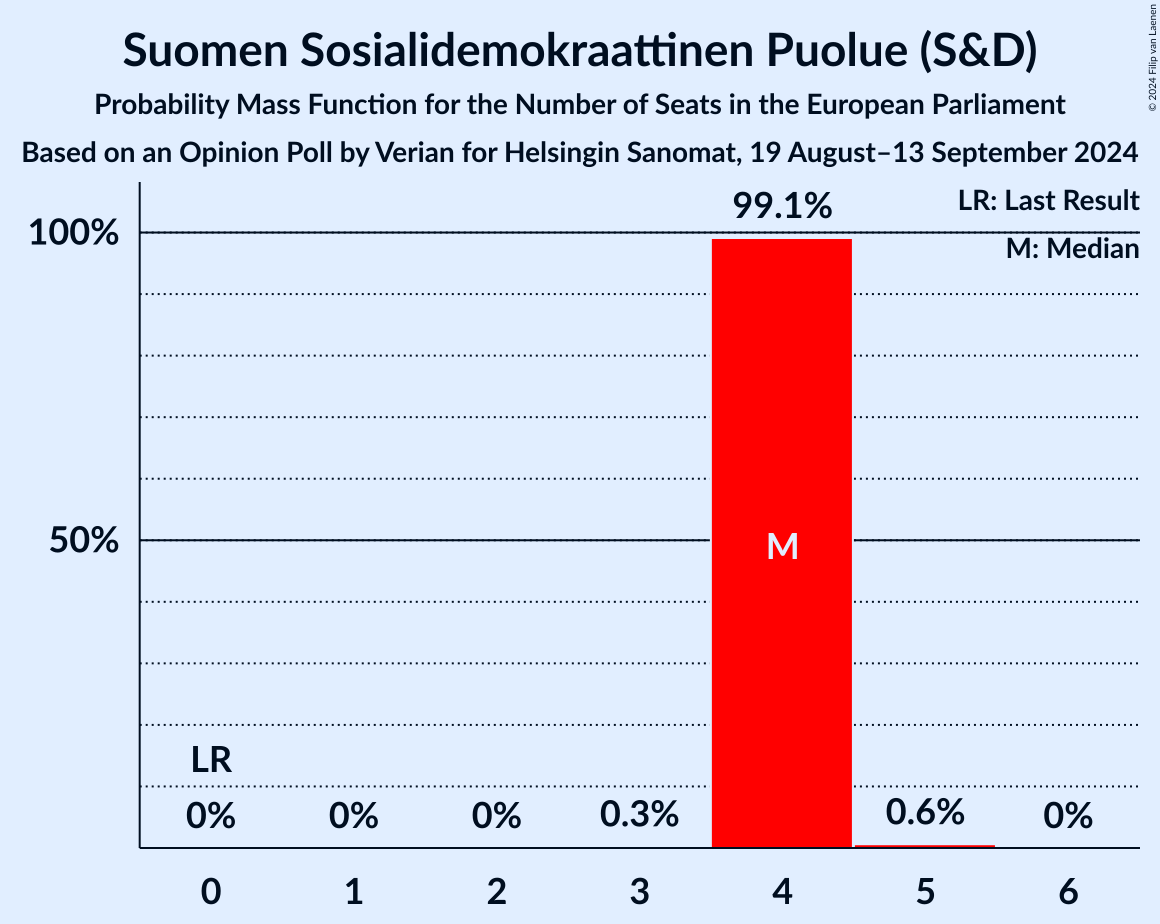 Suomen Sosialidemokraattinen Puolue (S&D)
Probability Mass Function for the Number of Seats in the European Parliament
Based on an Opinion Poll by Verian for Helsingin Sanomat, 19 August–13 September 2024
© 2024 Filip van Laenen
LR: Last Result
M: Median
99.1%
100%
50%
M
LR
0% 0% 0% 0.3% 0.6% 0%
0 1 2 3 4 5 6